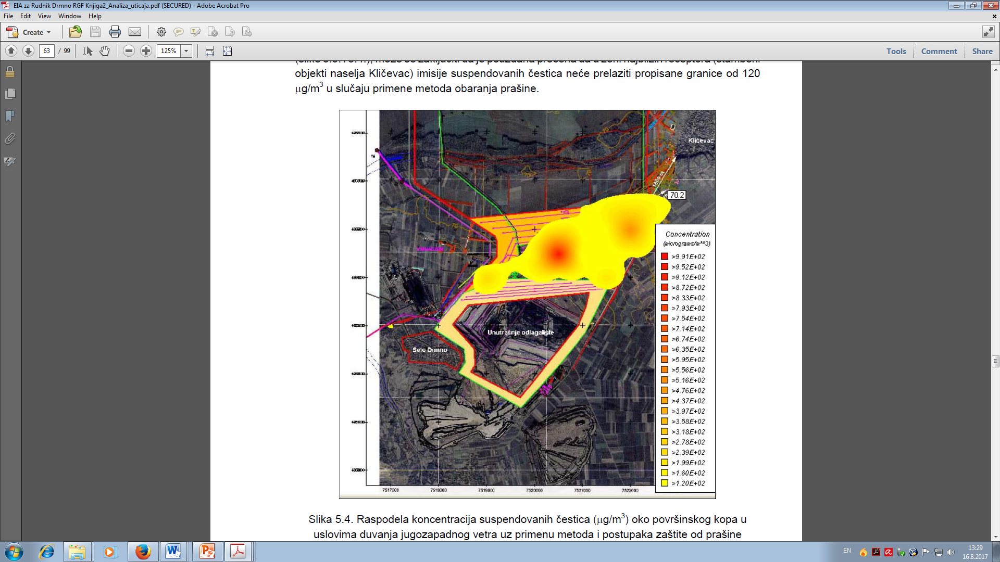 EIA za Rudnik Drmno RGF Knjiga2_Analiza_uticaja.pdf (SECURED) - Adobe Acrobat Pro
File Edit View Window Help
Create
63 / 99 125% Tools Comment Share
objekti naselja Kličevac) imisije suspendovanih čestica neće prelaziti propisane granice od 120
µg/m3 u slučaju primene metoda obaranja prašine.
Kličevac
1000 m
70.2
70
Concentration
(micrograms/m**3)
>9.91E+02
>9.52E+02
>9.12E+02
>8.72E+02
>8.33E+02
>7.93E+02
>7.54E+02
>7.14E+02
>6.74E+02
>6.35E+02
>5.95E+02
>5.56E+02
>5.16E+02
>4.76E+02
>4.37E+02
>3.97E+02
>3.58E+02
>3.18E+02
>2.78E+02
>2.39E+02
>1.99E+02
>1.60E+02
>1.20E+02
Unutrašnje odlagalište
Selo Drmno
7517000 7518000 7519000 7520000 7521000 7522000
Slika 5.4. Raspodela koncentracija suspendovanih čestica (µg/m3) oko površinskog kopa u
uslovima duvanja jugozapadnog vetra uz primenu metoda i postupaka zaštite od prašine
EN
13:29
16.8.2017